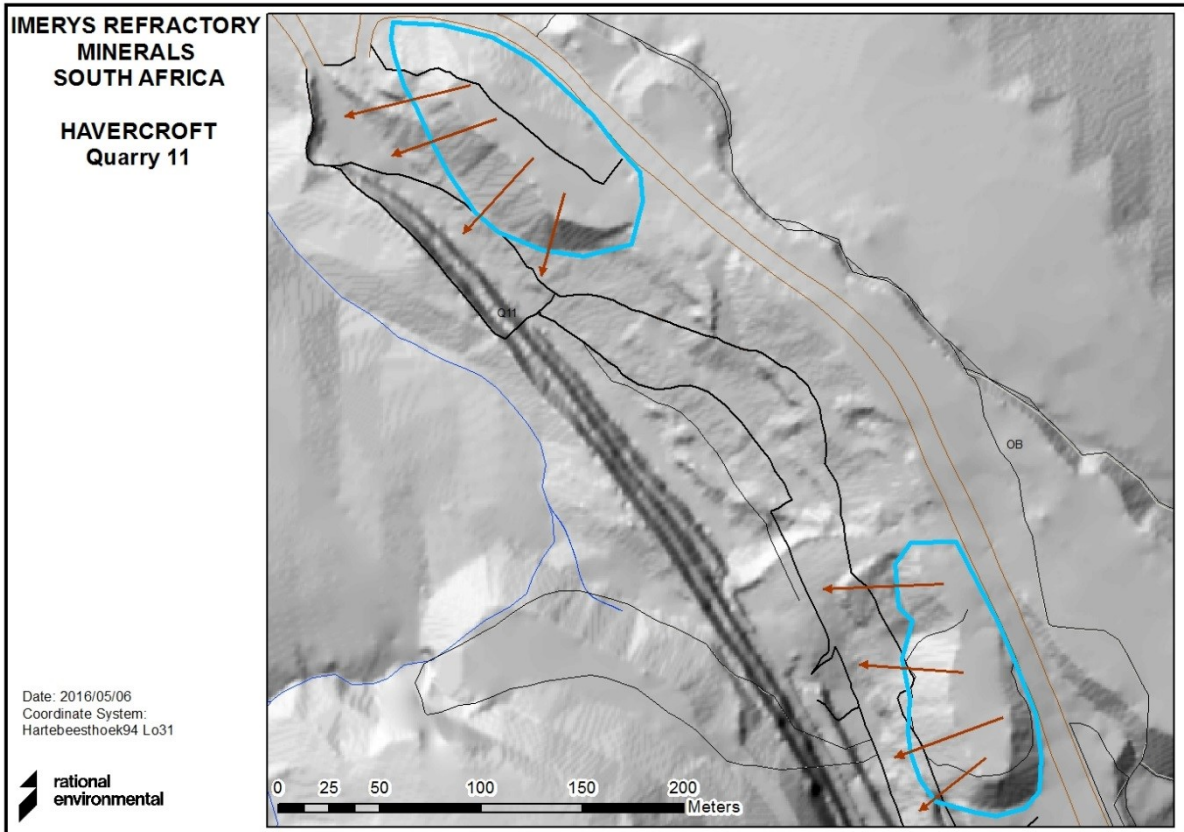 IMERYS REFRACTORY
MINERALS
SOUTH AFRICA
HAVERCROFT
Quarry 11
Q11
OB
Date: 2016/05/06
Coordinate System:
Hartebeesthoek94 Lo31
rational
environmental
0 25 50 100 150 200
Meters